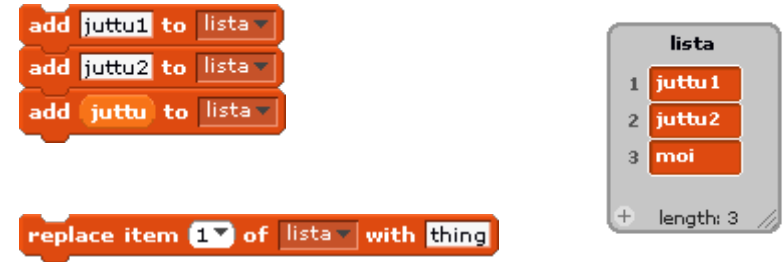 add juttu1 to lista
add juttu2 to lista
add juttu to lista
replace item 1 of lista with thing
lista
1 juttu1
2 juttu2
3 moi
+ length: 3